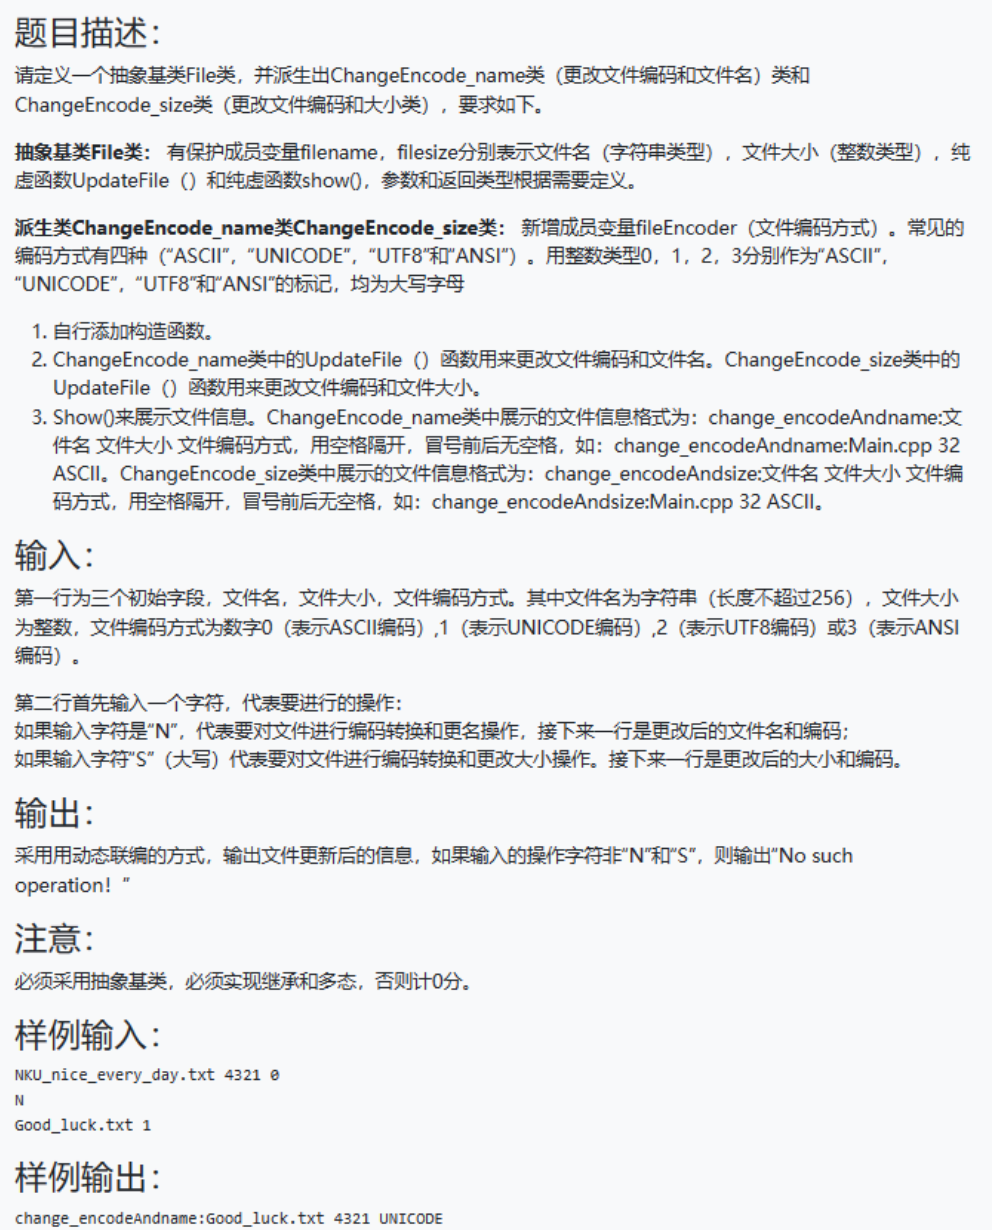 题目描述：
请定义一个抽象基类File类，并派生出ChangeEncode_name类（更改文件编码和文件名）类和
ChangeEncode_size类（更改文件编码和大小类），要求如下。
抽象基类File类： 有保护成员变量filename，filesize分别表示文件名（字符串类型），文件大小（整数类型），纯
虚函数UpdateFile（）和纯虚函数show()，参数和返回类型根据需要定义。
派生类ChangeEncode_name类ChangeEncode_size类： 新增成员变量fileEncoder（文件编码方式）。常见的
编码方式有四种（“ASCII”，“UNICODE”，“UTF8”和“ANSI”）。用整数类型0，1，2，3分别作为“ASCII”，
“UNICODE”，“UTF8”和“ANSI”的标记，均为大写字母
1. 自行添加构造函数。
2. ChangeEncode_name类中的UpdateFile（）函数用来更改文件编码和文件名。ChangeEncode_size类中的
UpdateFile（）函数用来更改文件编码和文件大小。
3. Show()来展示文件信息。ChangeEncode_name类中展示的文件信息格式为：change_encodeAndname:文
件名 文件大小 文件编码方式，用空格隔开，冒号前后无空格，如：change_encodeAndname:Main.cpp 32
ASCII。ChangeEncode_size类中展示的文件信息格式为：change_encodeAndsize:文件名 文件大小 文件编
码方式，用空格隔开，冒号前后无空格，如：change_encodeAndsize:Main.cpp 32 ASCII。
输入：
第一行为三个初始字段，文件名，文件大小，文件编码方式。其中文件名为字符串（长度不超过256），文件大小
为整数，文件编码方式为数字0（表示ASCII编码）,1（表示UNICODE编码）,2（表示UTF8编码）或3（表示ANSI
编码）。
第二行首先输入一个字符，代表要进行的操作：
如果输入字符是“N”，代表要对文件进行编码转换和更名操作，接下来一行是更改后的文件名和编码；
如果输入字符“S”（大写）代表要对文件进行编码转换和更改大小操作。接下来一行是更改后的大小和编码。
输出：
采用用动态联编的方式，输出文件更新后的信息，如果输入的操作字符非“N”和“S”，则输出“No such
operation！”
注意：
必须采用抽象基类，必须实现继承和多态，否则计0分。
样例输入：
NKU_nice_every_day.txt 4321 0
N
Good_luck.txt 1
样例输出：
change_encodeAndname:Good_luck.txt 4321 UNICODE